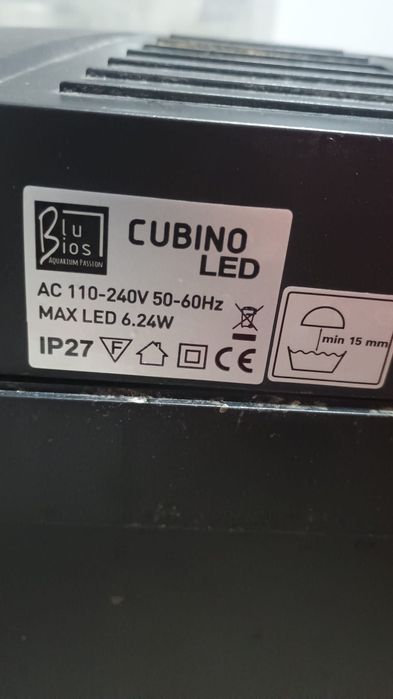 Blu
Bios
AQUARIUM PASSION
CUBINO
LED
AC 110-240V 50-60Hz
MAX LED 6.24W
IP27 F CE
min 15 mm